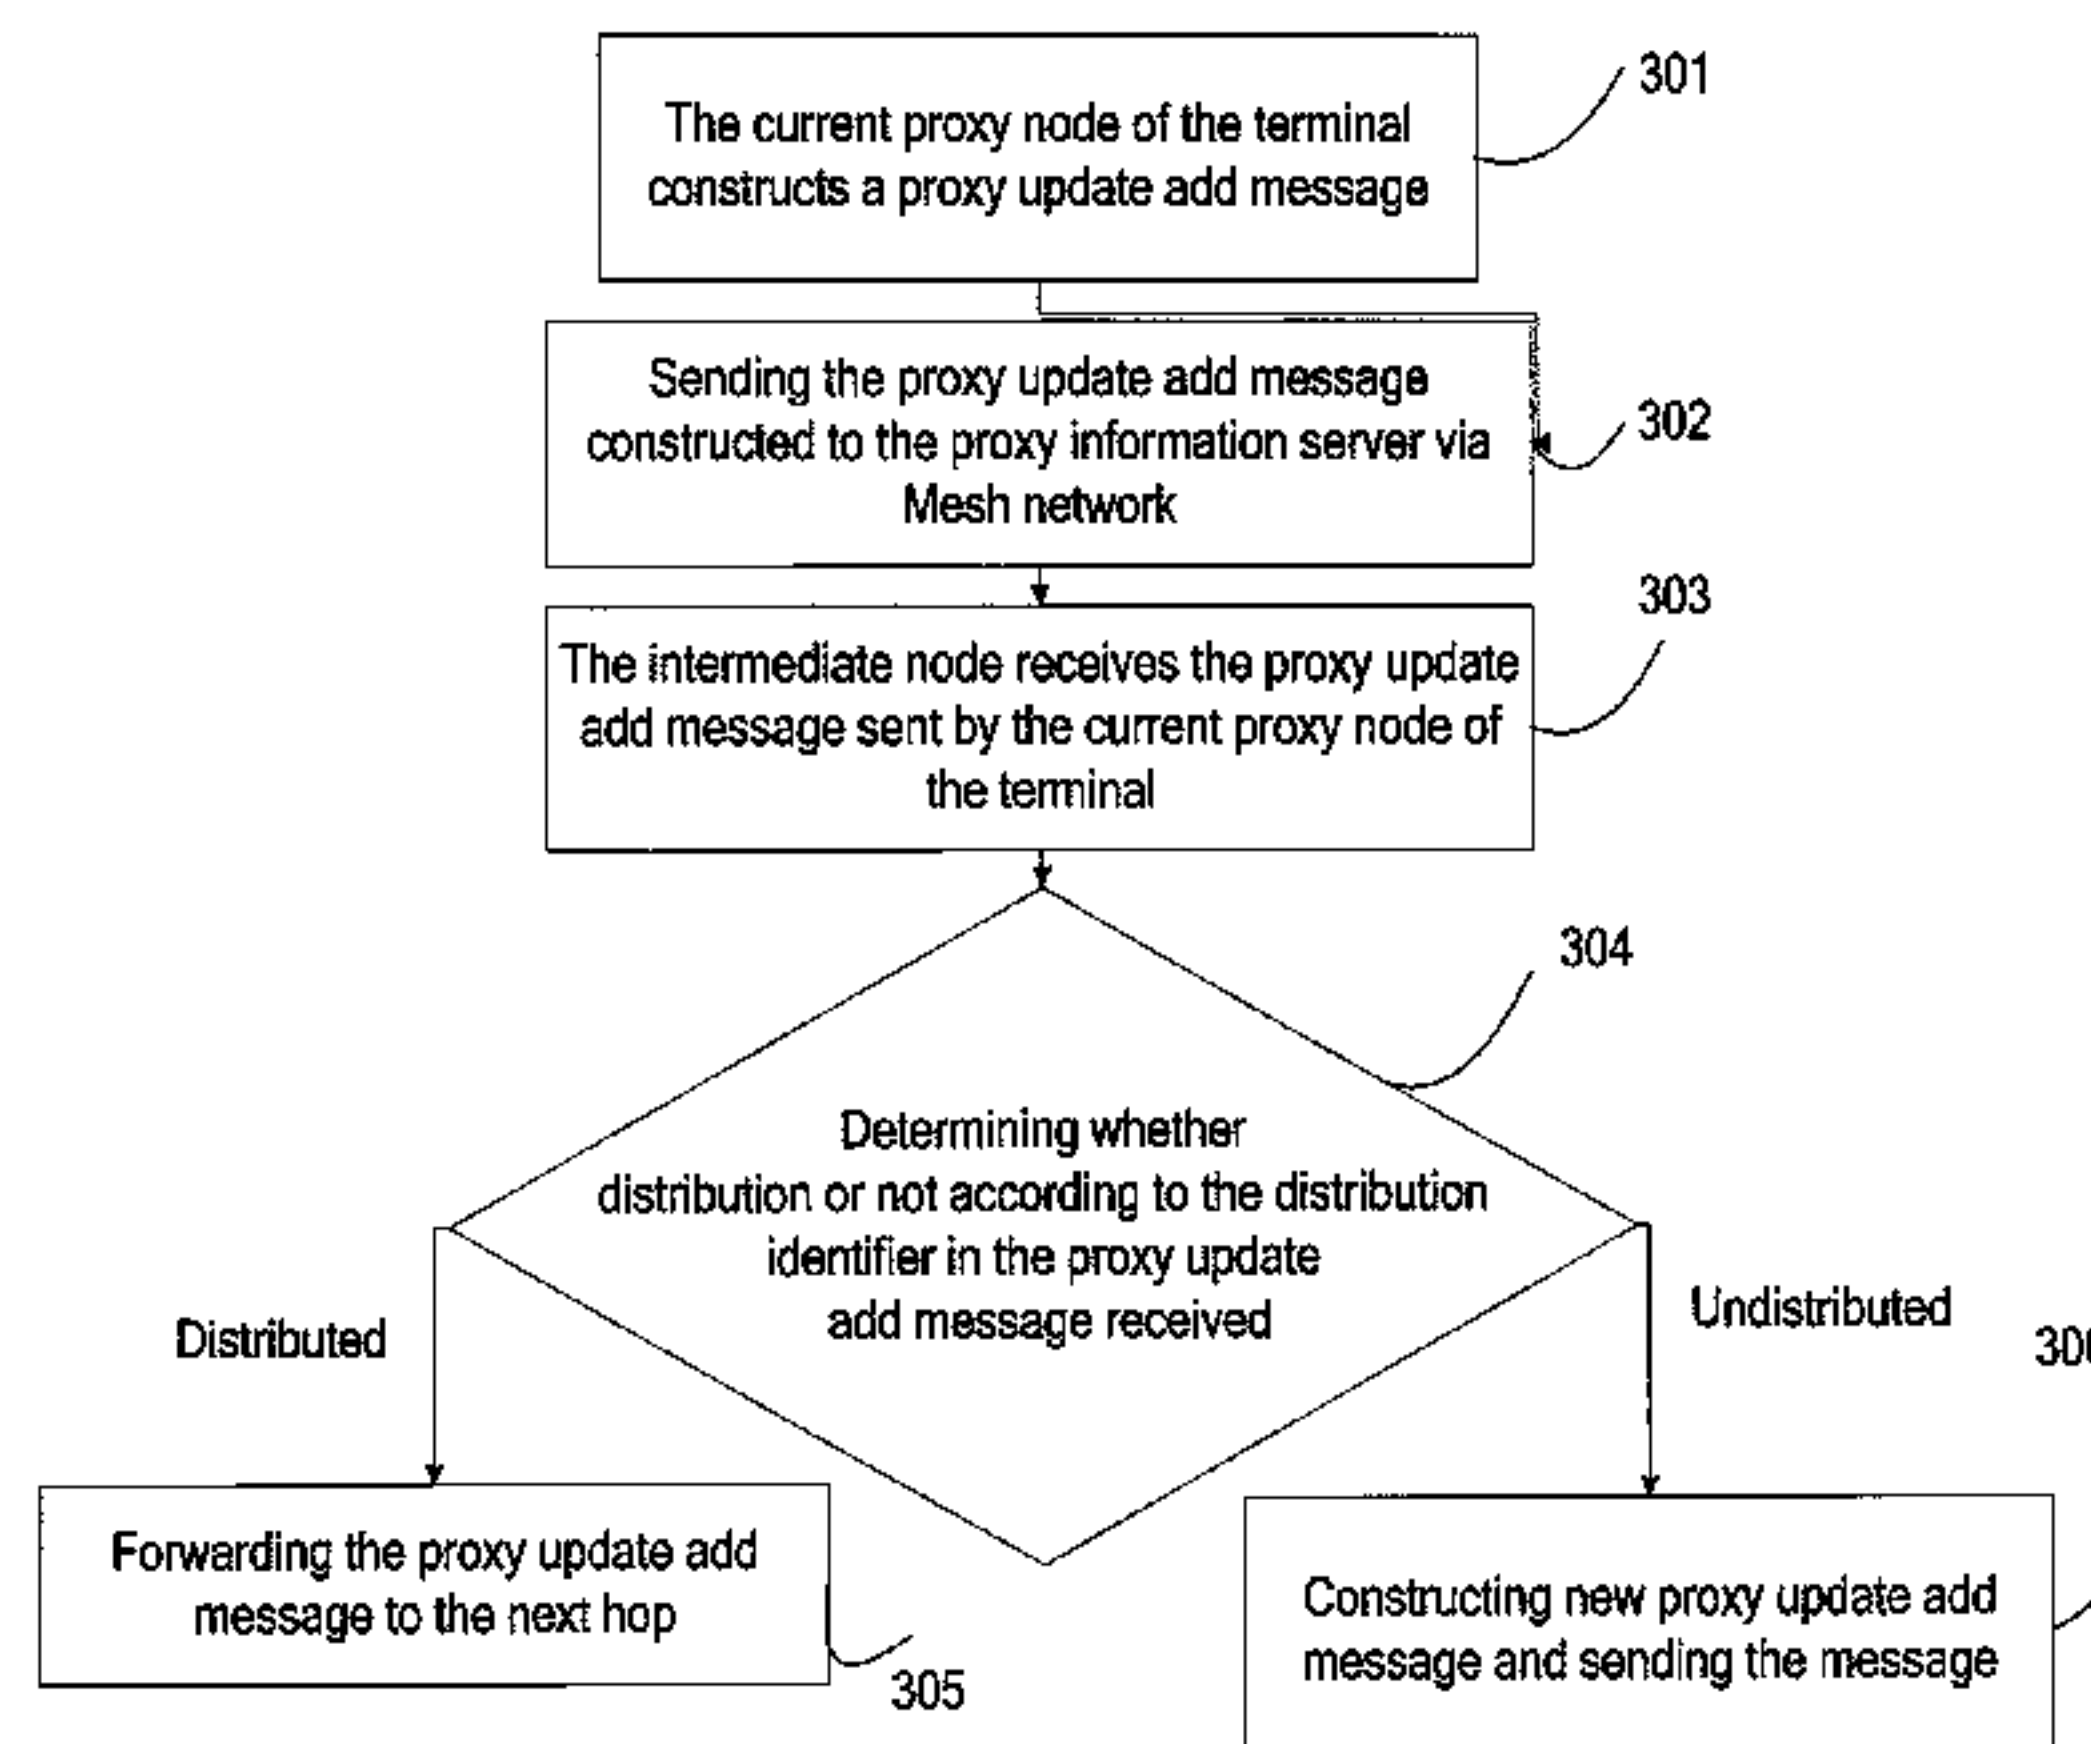 301
The current proxy node of the terminal
constructs a proxy update add message
Sending the proxy update add message
constructed to the proxy information server via
Mesh network
302
303
The intermediate node receives the proxy update
add message sent by the current proxy node of
the terminal
304
Determining whether
distribution or not according to the distribution
identifier in the proxy update
add message received
Distributed
Undistributed
Forwarding the proxy update add
message to the next hop
305
Constructing new proxy update add
message and sending the message